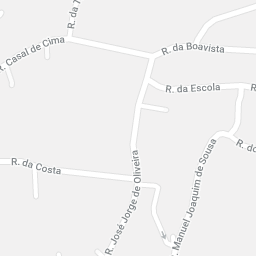 R. da 
R. Casal de Cima
R. da Boavista
R. da Escola
R. da Costa
R. José Jorge de Oliveira
Manuel Joaquim de Sousa
R.